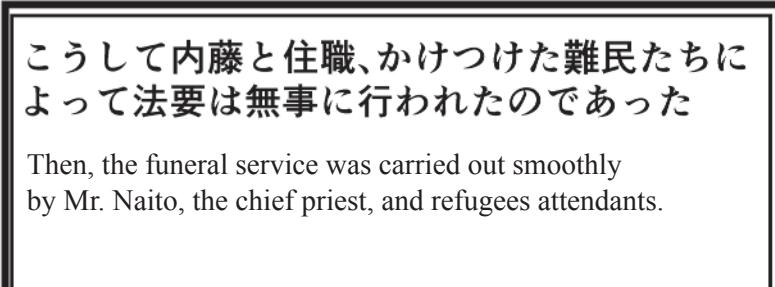 こうして内藤と住職、かけつけた難民たちに
よって法要は無事に行われたのであった
Then, the funeral service was carried out smoothly
by Mr. Naito, the chief priest, and refugees attendants.